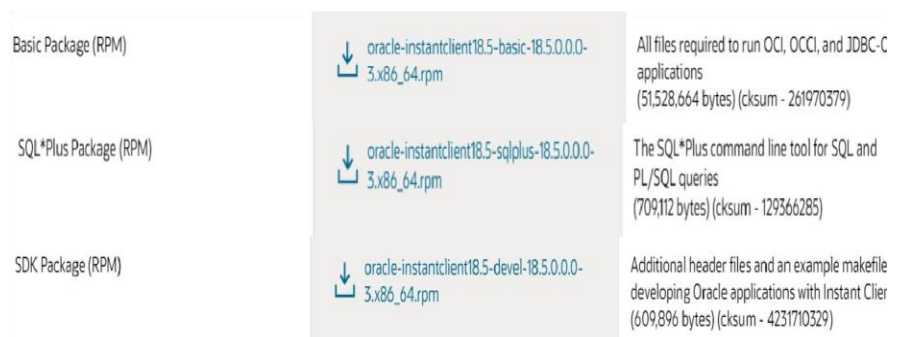 Basic Package (RPM)
oracle-instantclient18.5-basic-18.5.0.0.0-
3.x86_64.rpm
All files required to run OCI, OCCI, and JDBC-O
applications
(51,528,664 bytes) (cksum - 261970379)
SQL*Plus Package (RPM)
oracle-instantclient18.5-sqlplus-18.5.0.0.0-
3.x86_64.rpm
The SQL*Plus command line tool for SQL and
PL/SQL queries
(709,112 bytes) (cksum - 129366285)
SDK Package (RPM)
oracle-instantclient18.5-devel-18.5.0.0.0-
3.x86_64.rpm
Additional header files and an example makefile
developing Oracle applications with Instant Clier
(609,896 bytes) (cksum - 4231710329)